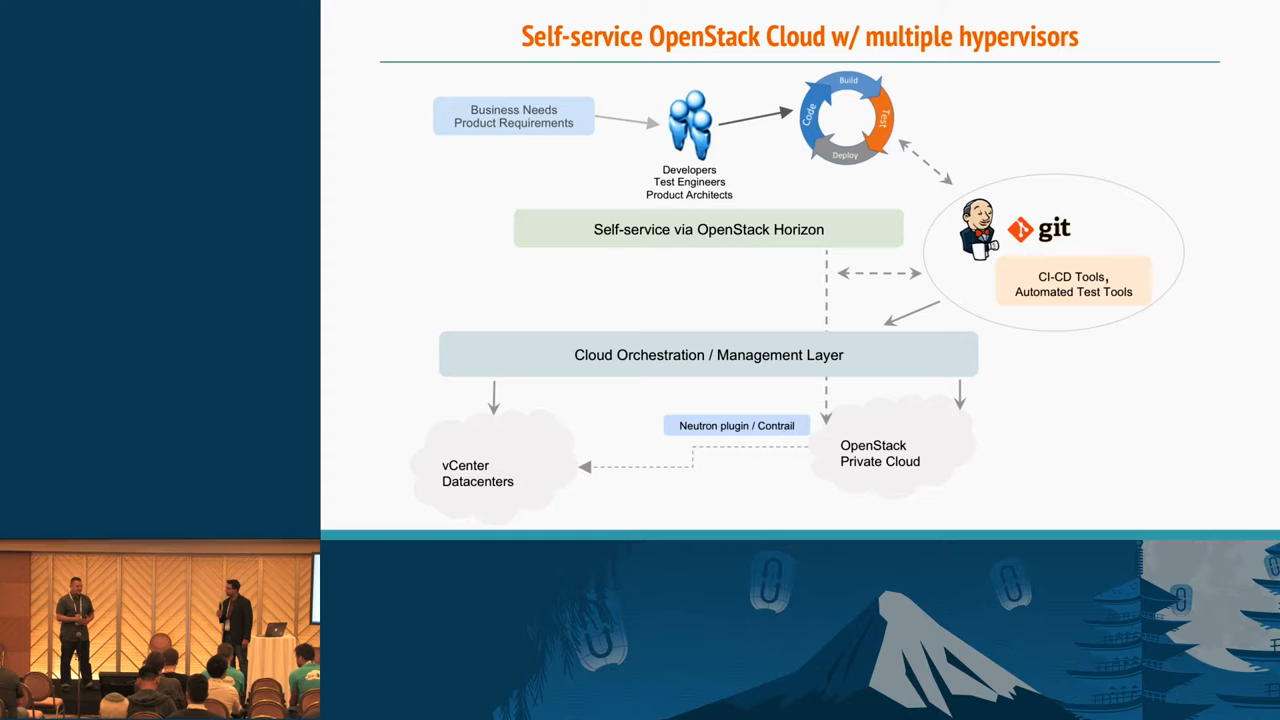 Self-service OpenStack Cloud w/ multiple hypervisors
Business Needs
Product Requirements
Developers
Test Engineers
Product Architects
Build
Code
Test
Deploy
Self-service via OpenStack Horizon
git
CI-CD Tools,
Automated Test Tools
Cloud Orchestration / Management Layer
Neutron plugin / Contrail
vCenter
Datacenters
OpenStack
Private Cloud